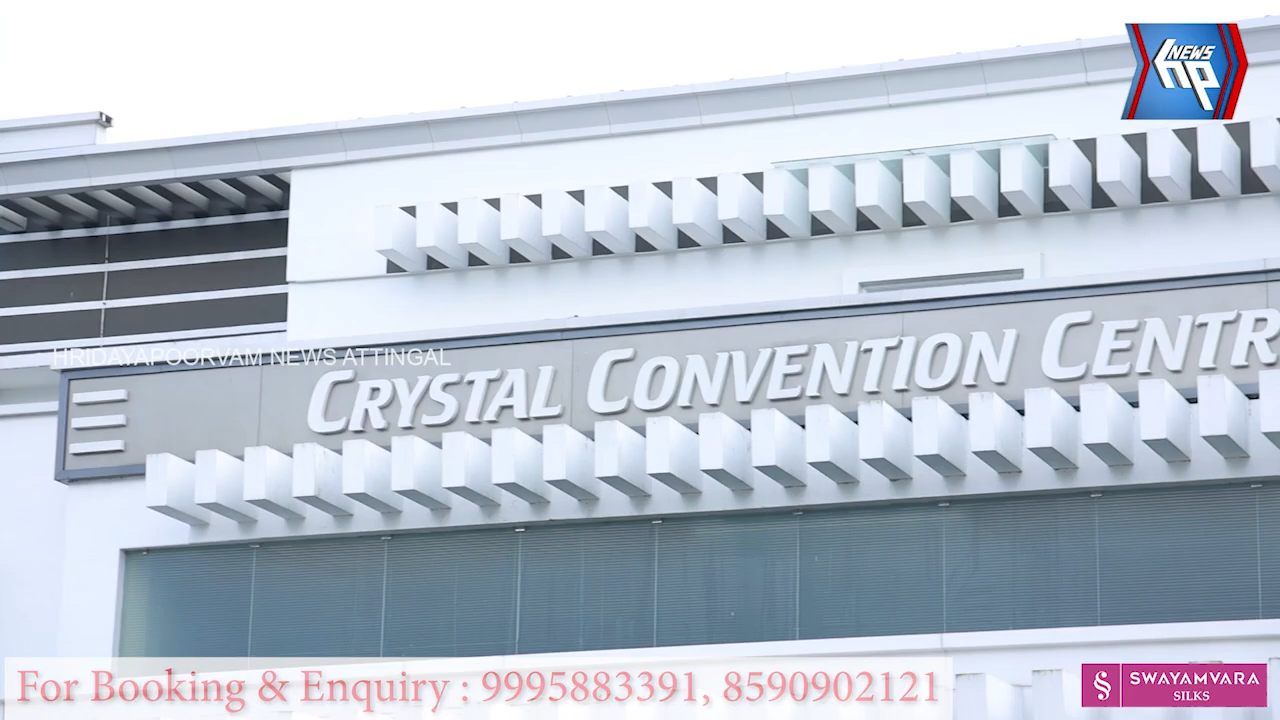 NEWS
hp
HRIDAYAPOORVAM NEWS ATTINGAL
CRYSTAL CONVENTION CENTR
For Booking & Enquiry : 9995883391, 8590902121
SWAYAMVARA
SILKS